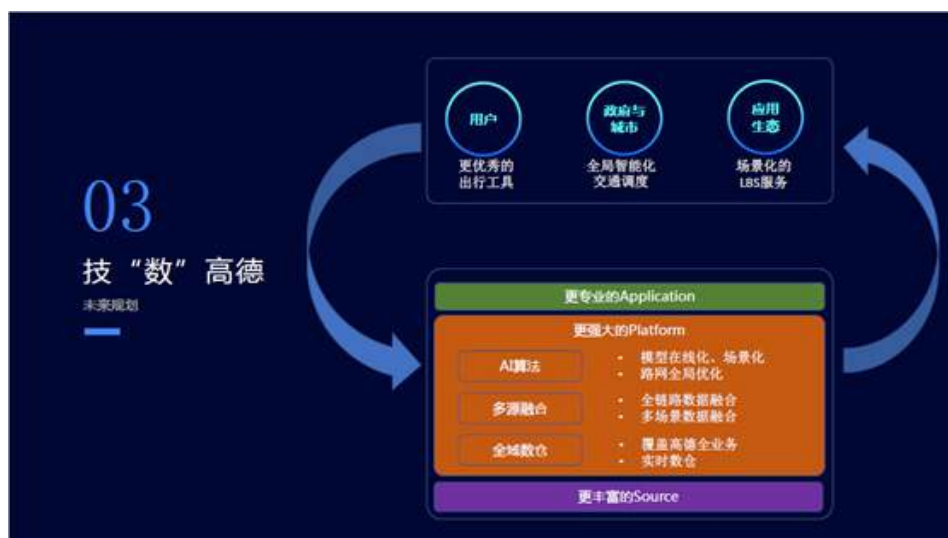 03
技“数”高德
未来规划
用户
更优秀的
出行工具
政府与
城市
全局智能化
交通调度
应用
生态
场景化的
LBS服务
更专业的Application
更强大的Platform
AI算法
• 模型在线化、场景化
• 路网全局优化
多源融合
• 全链路数据融合
• 多场景数据融合
全域数仓
• 覆盖高德全业务
• 实时数仓
更丰富的Source